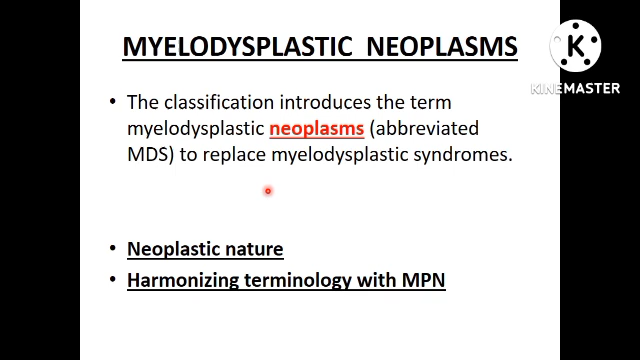 MYELODYSPLASTIC NEOPLASMS
K
KINEMASTER
• The classification introduces the term
myelodysplastic neoplasms (abbreviated
MDS) to replace myelodysplastic syndromes.
• Neoplastic nature
• Harmonizing terminology with MPN